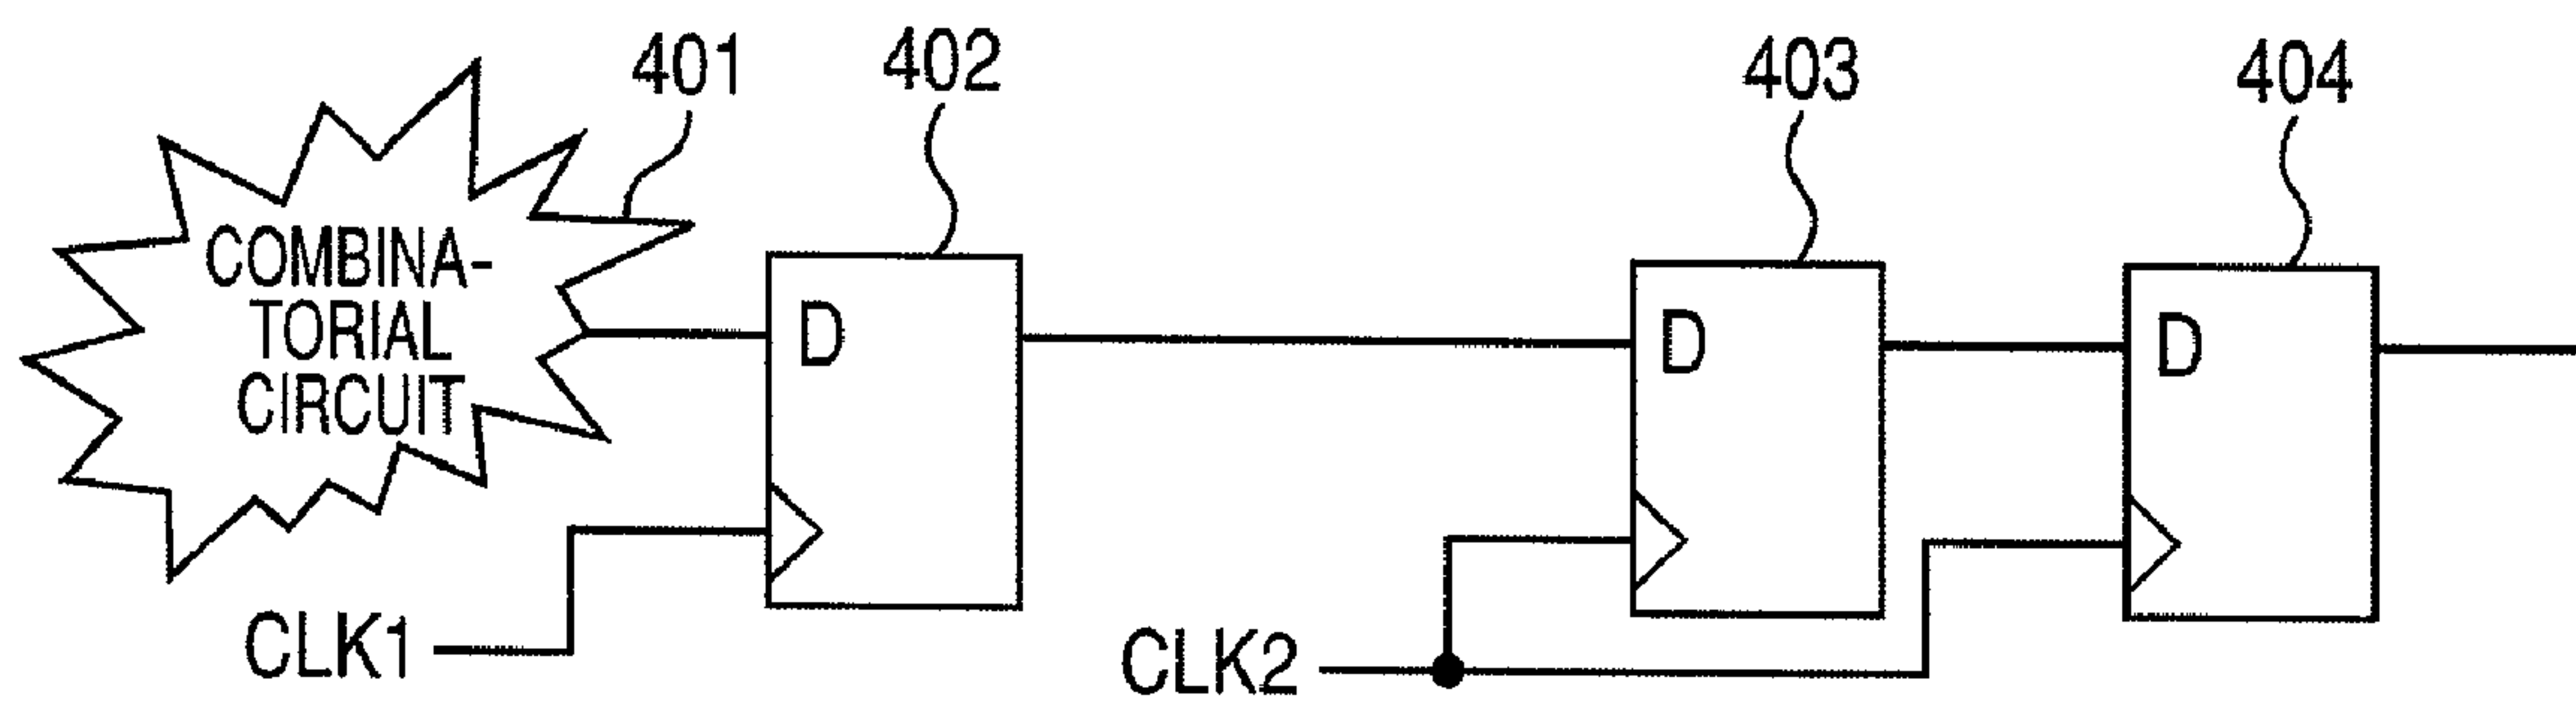 401
402
403
404
COMBINA-
TORIAL
CIRCUIT
D
D
D
CLK1
CLK2